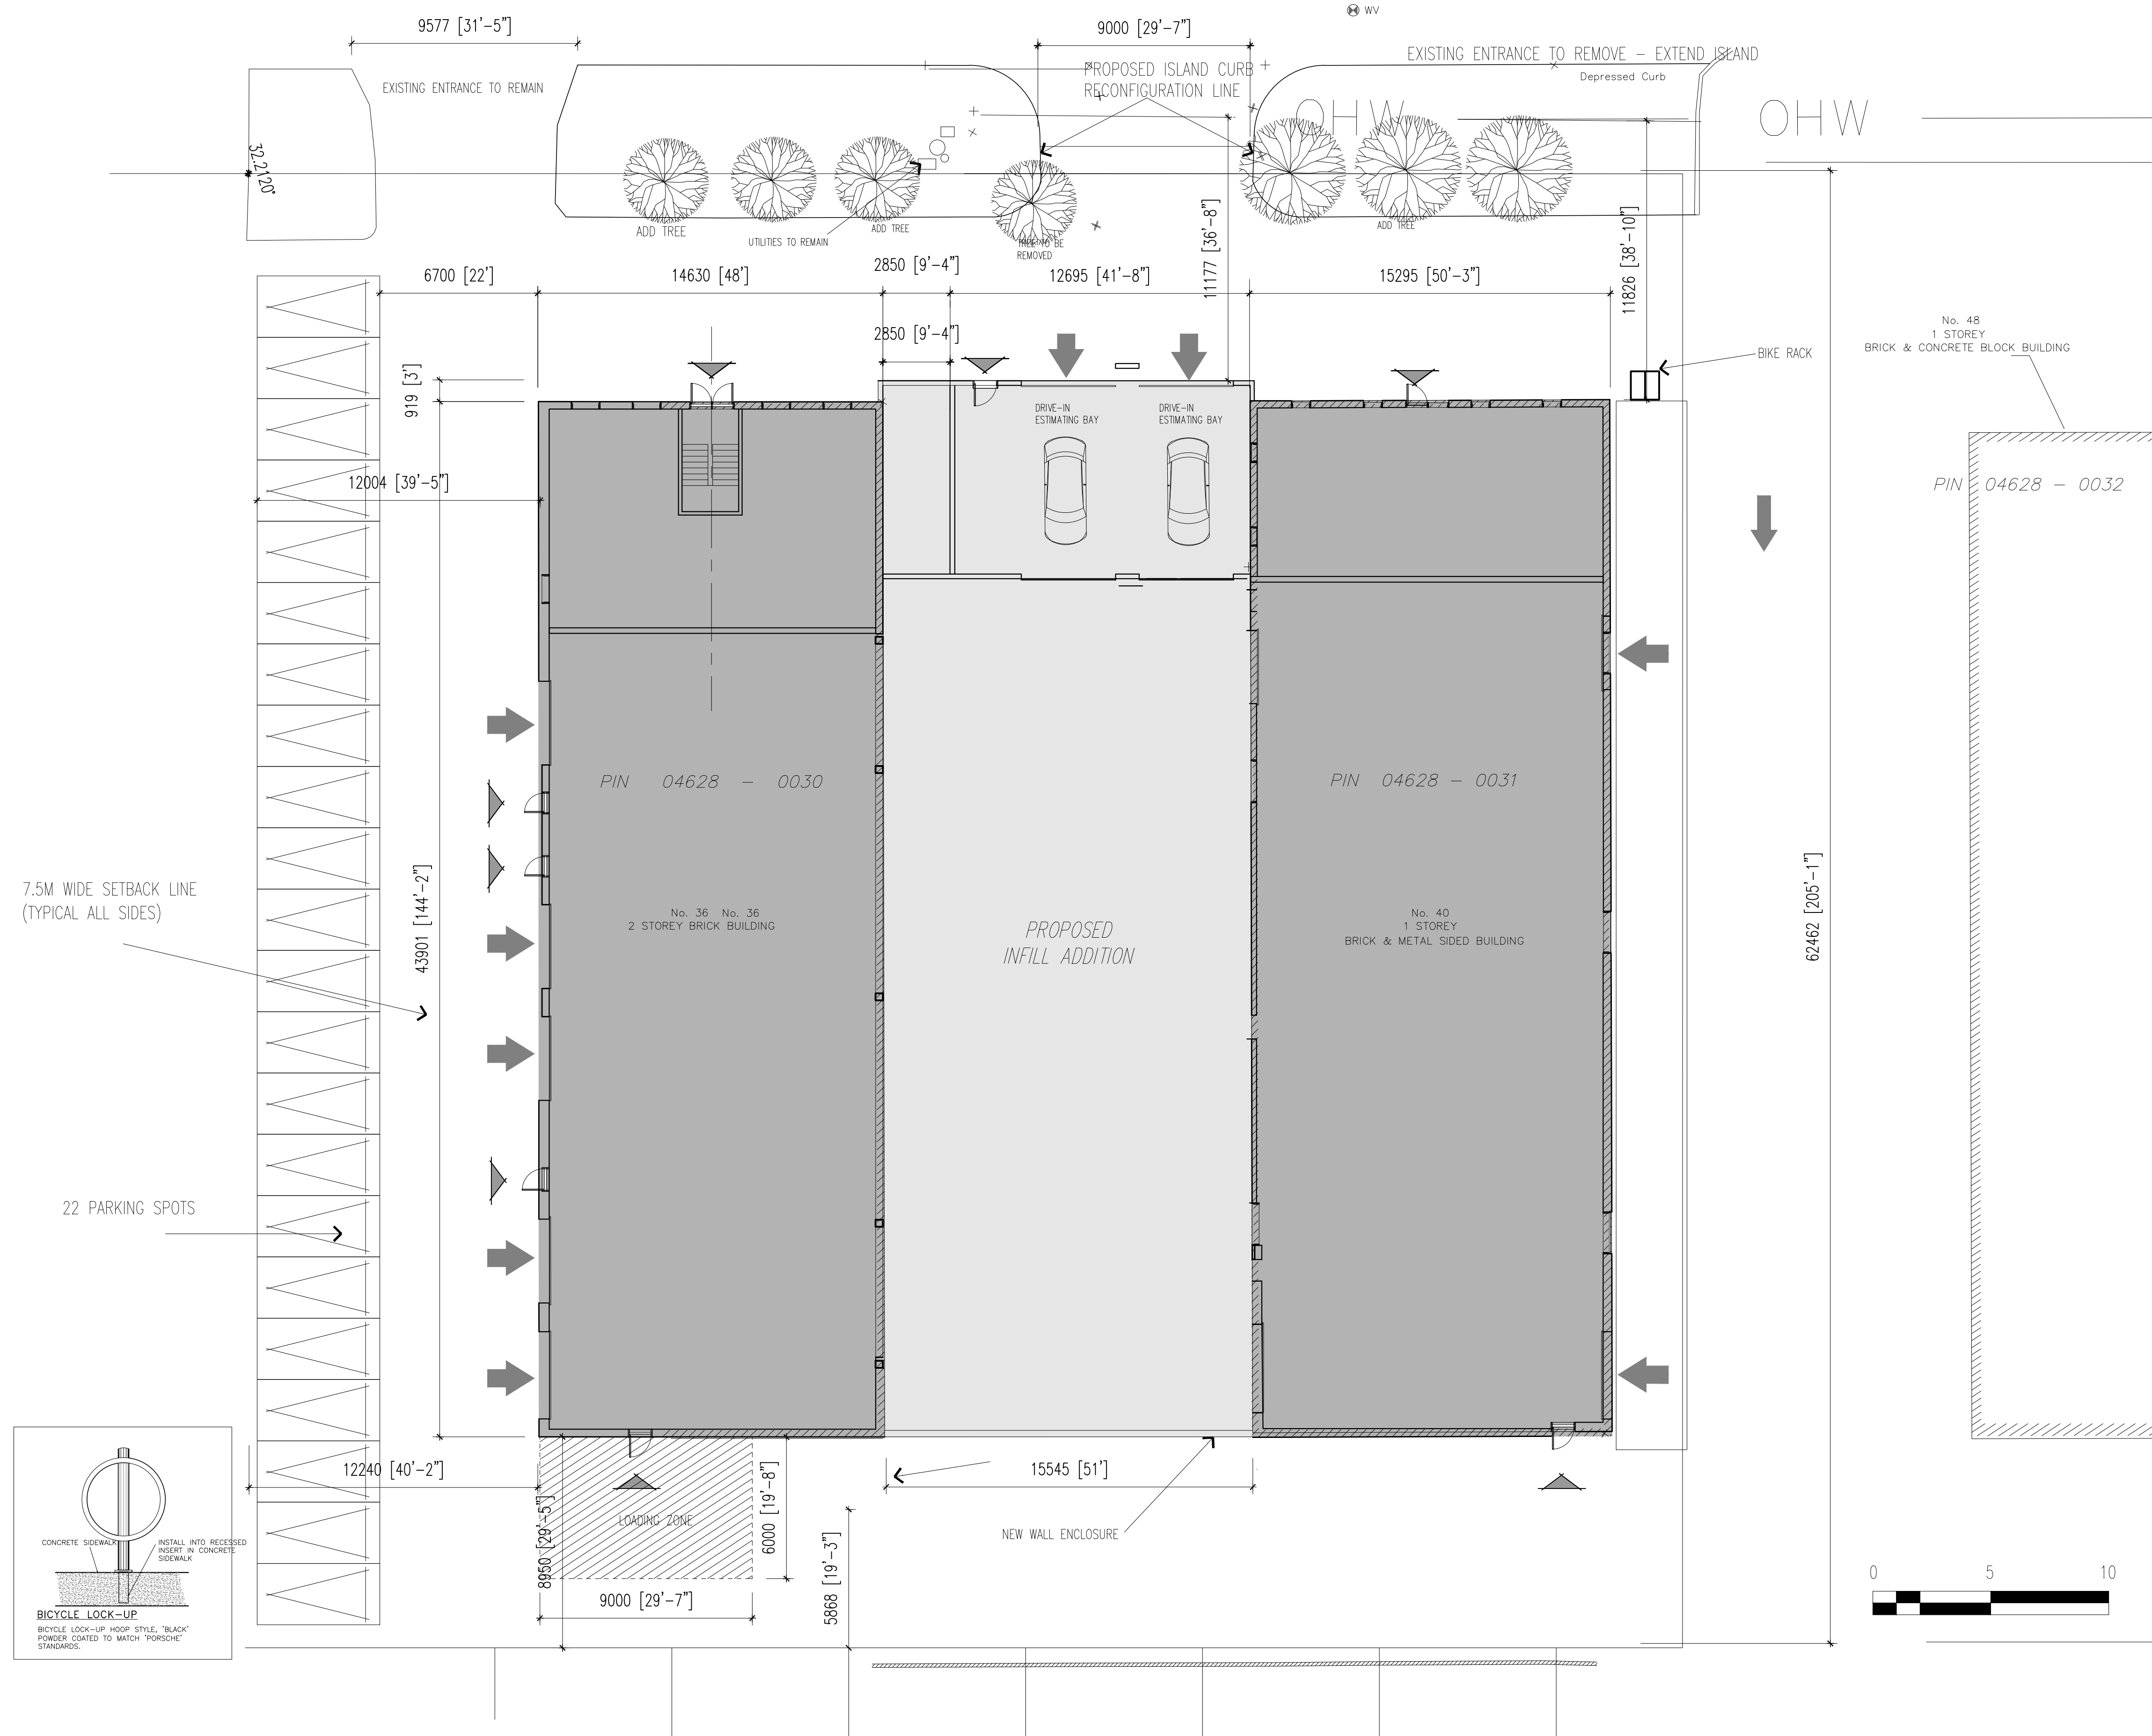 WV
9577 [31'-5"]
9000 [29'-7"]
EXISTING ENTRANCE TO REMOVE – EXTEND ISLAND
Depressed Curb
EXISTING ENTRANCE TO REMAIN
PROPOSED ISLAND CURB
RECONFIGURATION LINE
OHW
OHW
32.2120°
ADD TREE
UTILITIES TO REMAIN
ADD TREE
TREE TO BE
REMOVED
ADD TREE
11177 [36'-8"]
11826 [38'-10"]
6700 [22']
14630 [48']
2850 [9'-4"]
12695 [41'-8"]
15295 [50'-3"]
2850 [9'-4"]
919 [3']
No. 48
1 STOREY
BRICK & CONCRETE BLOCK BUILDING
BIKE RACK
DRIVE-IN
ESTIMATING BAY
DRIVE-IN
ESTIMATING BAY
12004 [39'-5"]
PIN 04628 – 0032
PIN 04628 – 0030
PIN 04628 – 0031
7.5M WIDE SETBACK LINE
(TYPICAL ALL SIDES)
43901 [144'-2"]
No. 36 No. 36
2 STOREY BRICK BUILDING
PROPOSED
INFILL ADDITION
No. 40
1 STOREY
BRICK & METAL SIDED BUILDING
62462 [205'-1"]
22 PARKING SPOTS
12240 [40'-2"]
15545 [51']
8950 [29'-5"]
LOADING ZONE
6000 [19'-8"]
5868 [19'-3"]
NEW WALL ENCLOSURE
9000 [29'-7"]
CONCRETE SIDEWALK
INSTALL INTO RECESSED
INSERT IN CONCRETE
SIDEWALK
BICYCLE LOCK-UP
BICYCLE LOCK-UP HOOP STYLE, 'BLACK'
POWDER COATED TO MATCH 'PORSCHE'
STANDARDS.
0 5 10